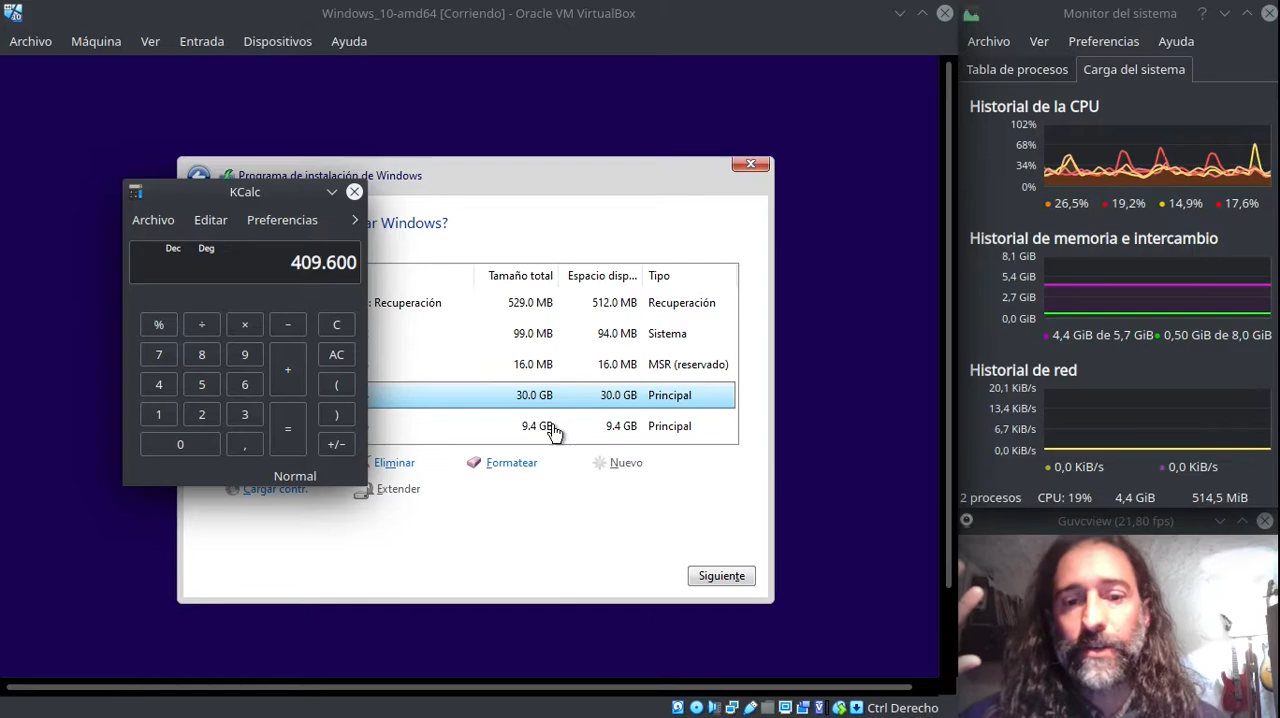 Windows_10-amd64 [Corriendo] - Oracle VM VirtualBox
Archivo Máquina Ver Entrada Dispositivos Ayuda
Programa de instalación de Windows
ar Windows?
Tamaño total Espacio disp... Tipo
: Recuperación 529.0 MB 512.0 MB Recuperación
99.0 MB 94.0 MB Sistema
16.0 MB 16.0 MB MSR (reservado)
30.0 GB 30.0 GB Principal
9.4 GB 9.4 GB Principal
Eliminar Formatear Nuevo
Cargar contr. Extender
Siguiente
KCalc
Archivo Editar Preferencias
Dec Deg
409.600
% ÷ × − C
7 8 9 + AC
4 5 6 (
1 2 3 = )
0 , +/−
Normal
Ctrl Derecho
Monitor del sistema
Archivo Ver Preferencias Ayuda
Tabla de procesos Carga del sistema
Historial de la CPU
102%
68%
34%
0%
26,5% 19,2% 14,9% 17,6%
Historial de memoria e intercambio
8,1 GiB
5,4 GiB
2,7 GiB
0,0 GiB
4,4 GiB de 5,7 GiB 0,50 GiB de 8,0 GiB
Historial de red
20,1 KiB/s
13,4 KiB/s
6,7 KiB/s
0,0 KiB/s
0,0 KiB/s 0,0 KiB/s
2 procesos CPU: 19% 4,4 GiB 514,5 MiB
Guvcview (21,80 fps)